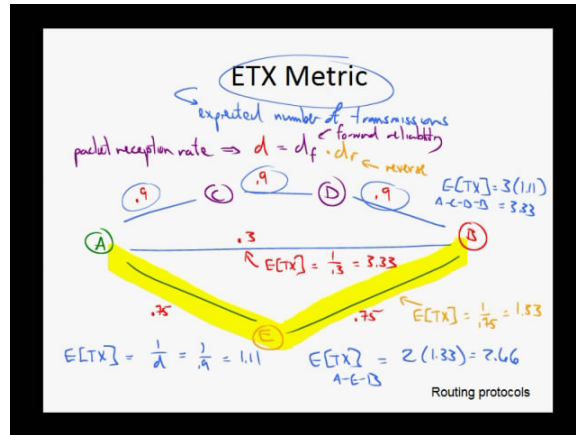 ETX Metric
expected number of transmissions
forward reliability
packet reception rate ⇒ d = df · dr
reverse
.9
C
.9
D
.9
E[TX] = 3(1.11)
A-C-D-B = 3.33
A
.3
B
E[TX] = 1/.3 = 3.33
.75
E
.75
E[TX] = 1/.75 = 1.33
E[TX] = 1/d = 1/.9 = 1.11
E[TX] = 2(1.33) = 2.66
A-E-B
Routing protocols